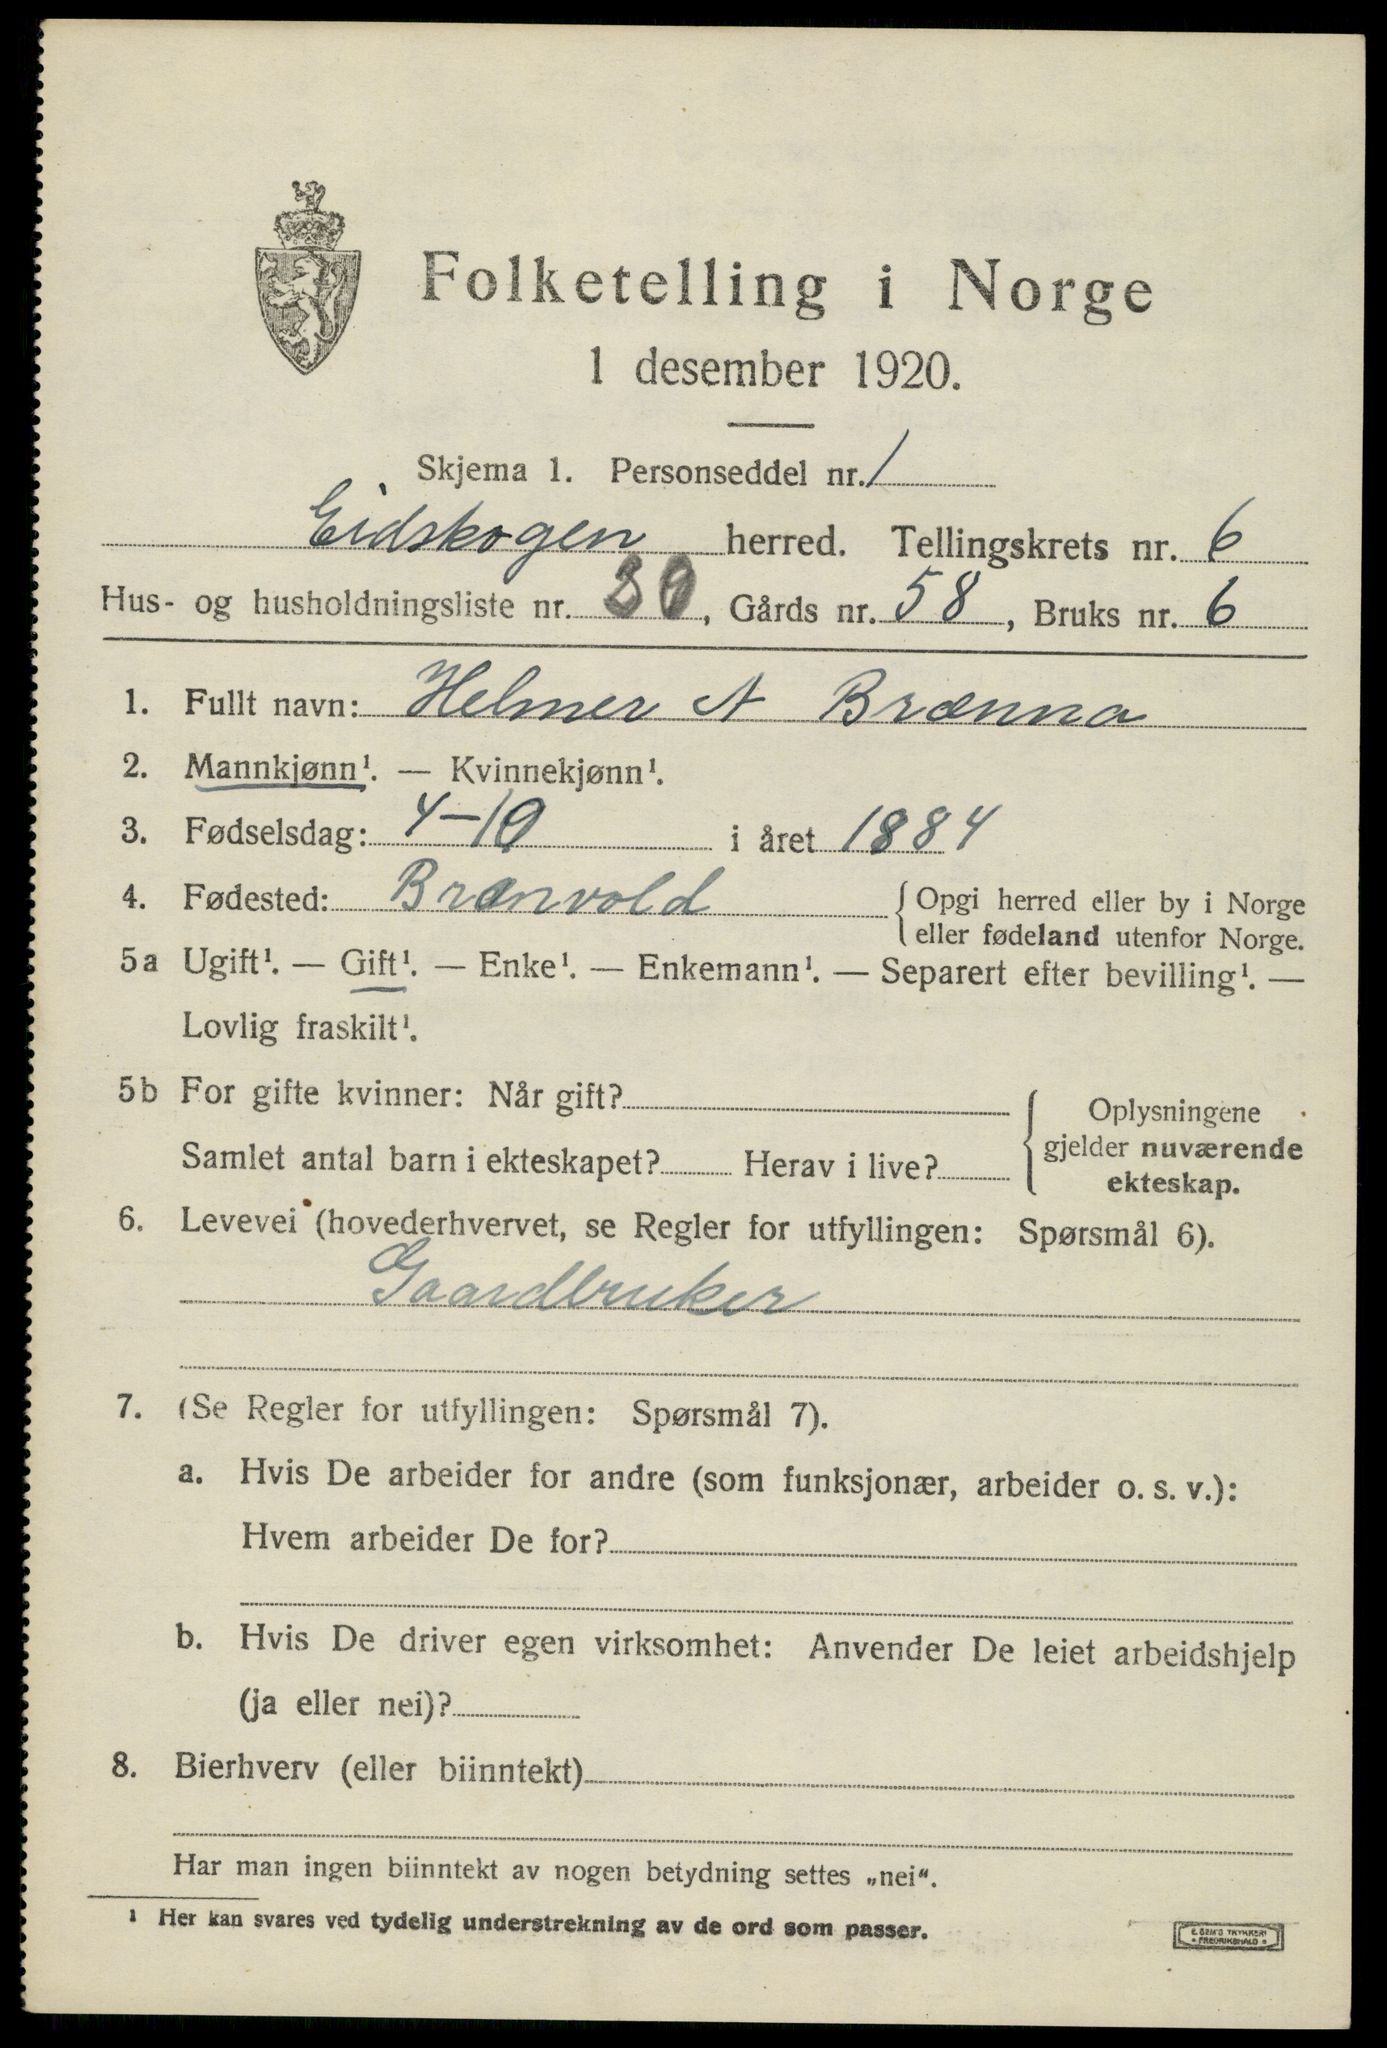 Folketelling i Norge
1 desember 1920.
Skjema 1. Personseddel nr. 1
Eidskogen herred. Tellingskrets nr. 6
Hus- og husholdningsliste nr. 39, Gårds nr. 58, Bruks nr. 6
1. Fullt navn: Helmer A Brænna
2. Mannkjønn¹. — Kvinnekjønn¹.
3. Fødselsdag: 4-10 i året 1884
4. Fødested: Brænvold { Opgi herred eller by i Norge
eller fødeland utenfor Norge.
5a Ugift¹. — Gift¹. — Enke¹. — Enkemann¹. — Separert efter bevilling¹. —
Lovlig fraskilt¹.
5b For gifte kvinner: Når gift?
Samlet antal barn i ekteskapet? Herav i live?
{ Oplysningene
gjelder nuværende
ekteskap.
6. Levevei (hovederhvervet, se Regler for utfyllingen: Spørsmål 6).
Gaardbruker
7. (Se Regler for utfyllingen: Spørsmål 7).
a. Hvis De arbeider for andre (som funksjonær, arbeider o. s. v.):
Hvem arbeider De for?
b. Hvis De driver egen virksomhet: Anvender De leiet arbeidshjelp
(ja eller nei)?
8. Bierhverv (eller biinntekt)
Har man ingen biinntekt av nogen betydning settes „nei“.
¹ Her kan svares ved tydelig understrekning av de ord som passer.
E. SEM'S TRYKKERI
• FREDRIKSHALD •